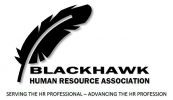 BLACKHAWK
HUMAN RESOURCE ASSOCIATION
SERVING THE HR PROFESSIONAL – ADVANCING THE HR PROFESSION